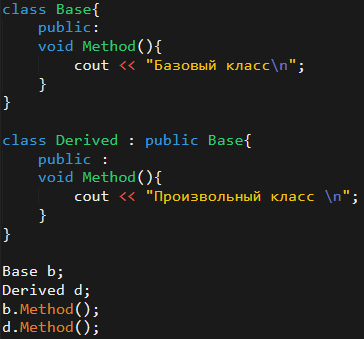 class Base{
public:
void Method(){
cout << "Базовый класс\n";
}
}
class Derived : public Base{
public :
void Method(){
cout << "Произвольный класс \n";
}
}
Base b;
Derived d;
b.Method();
d.Method();